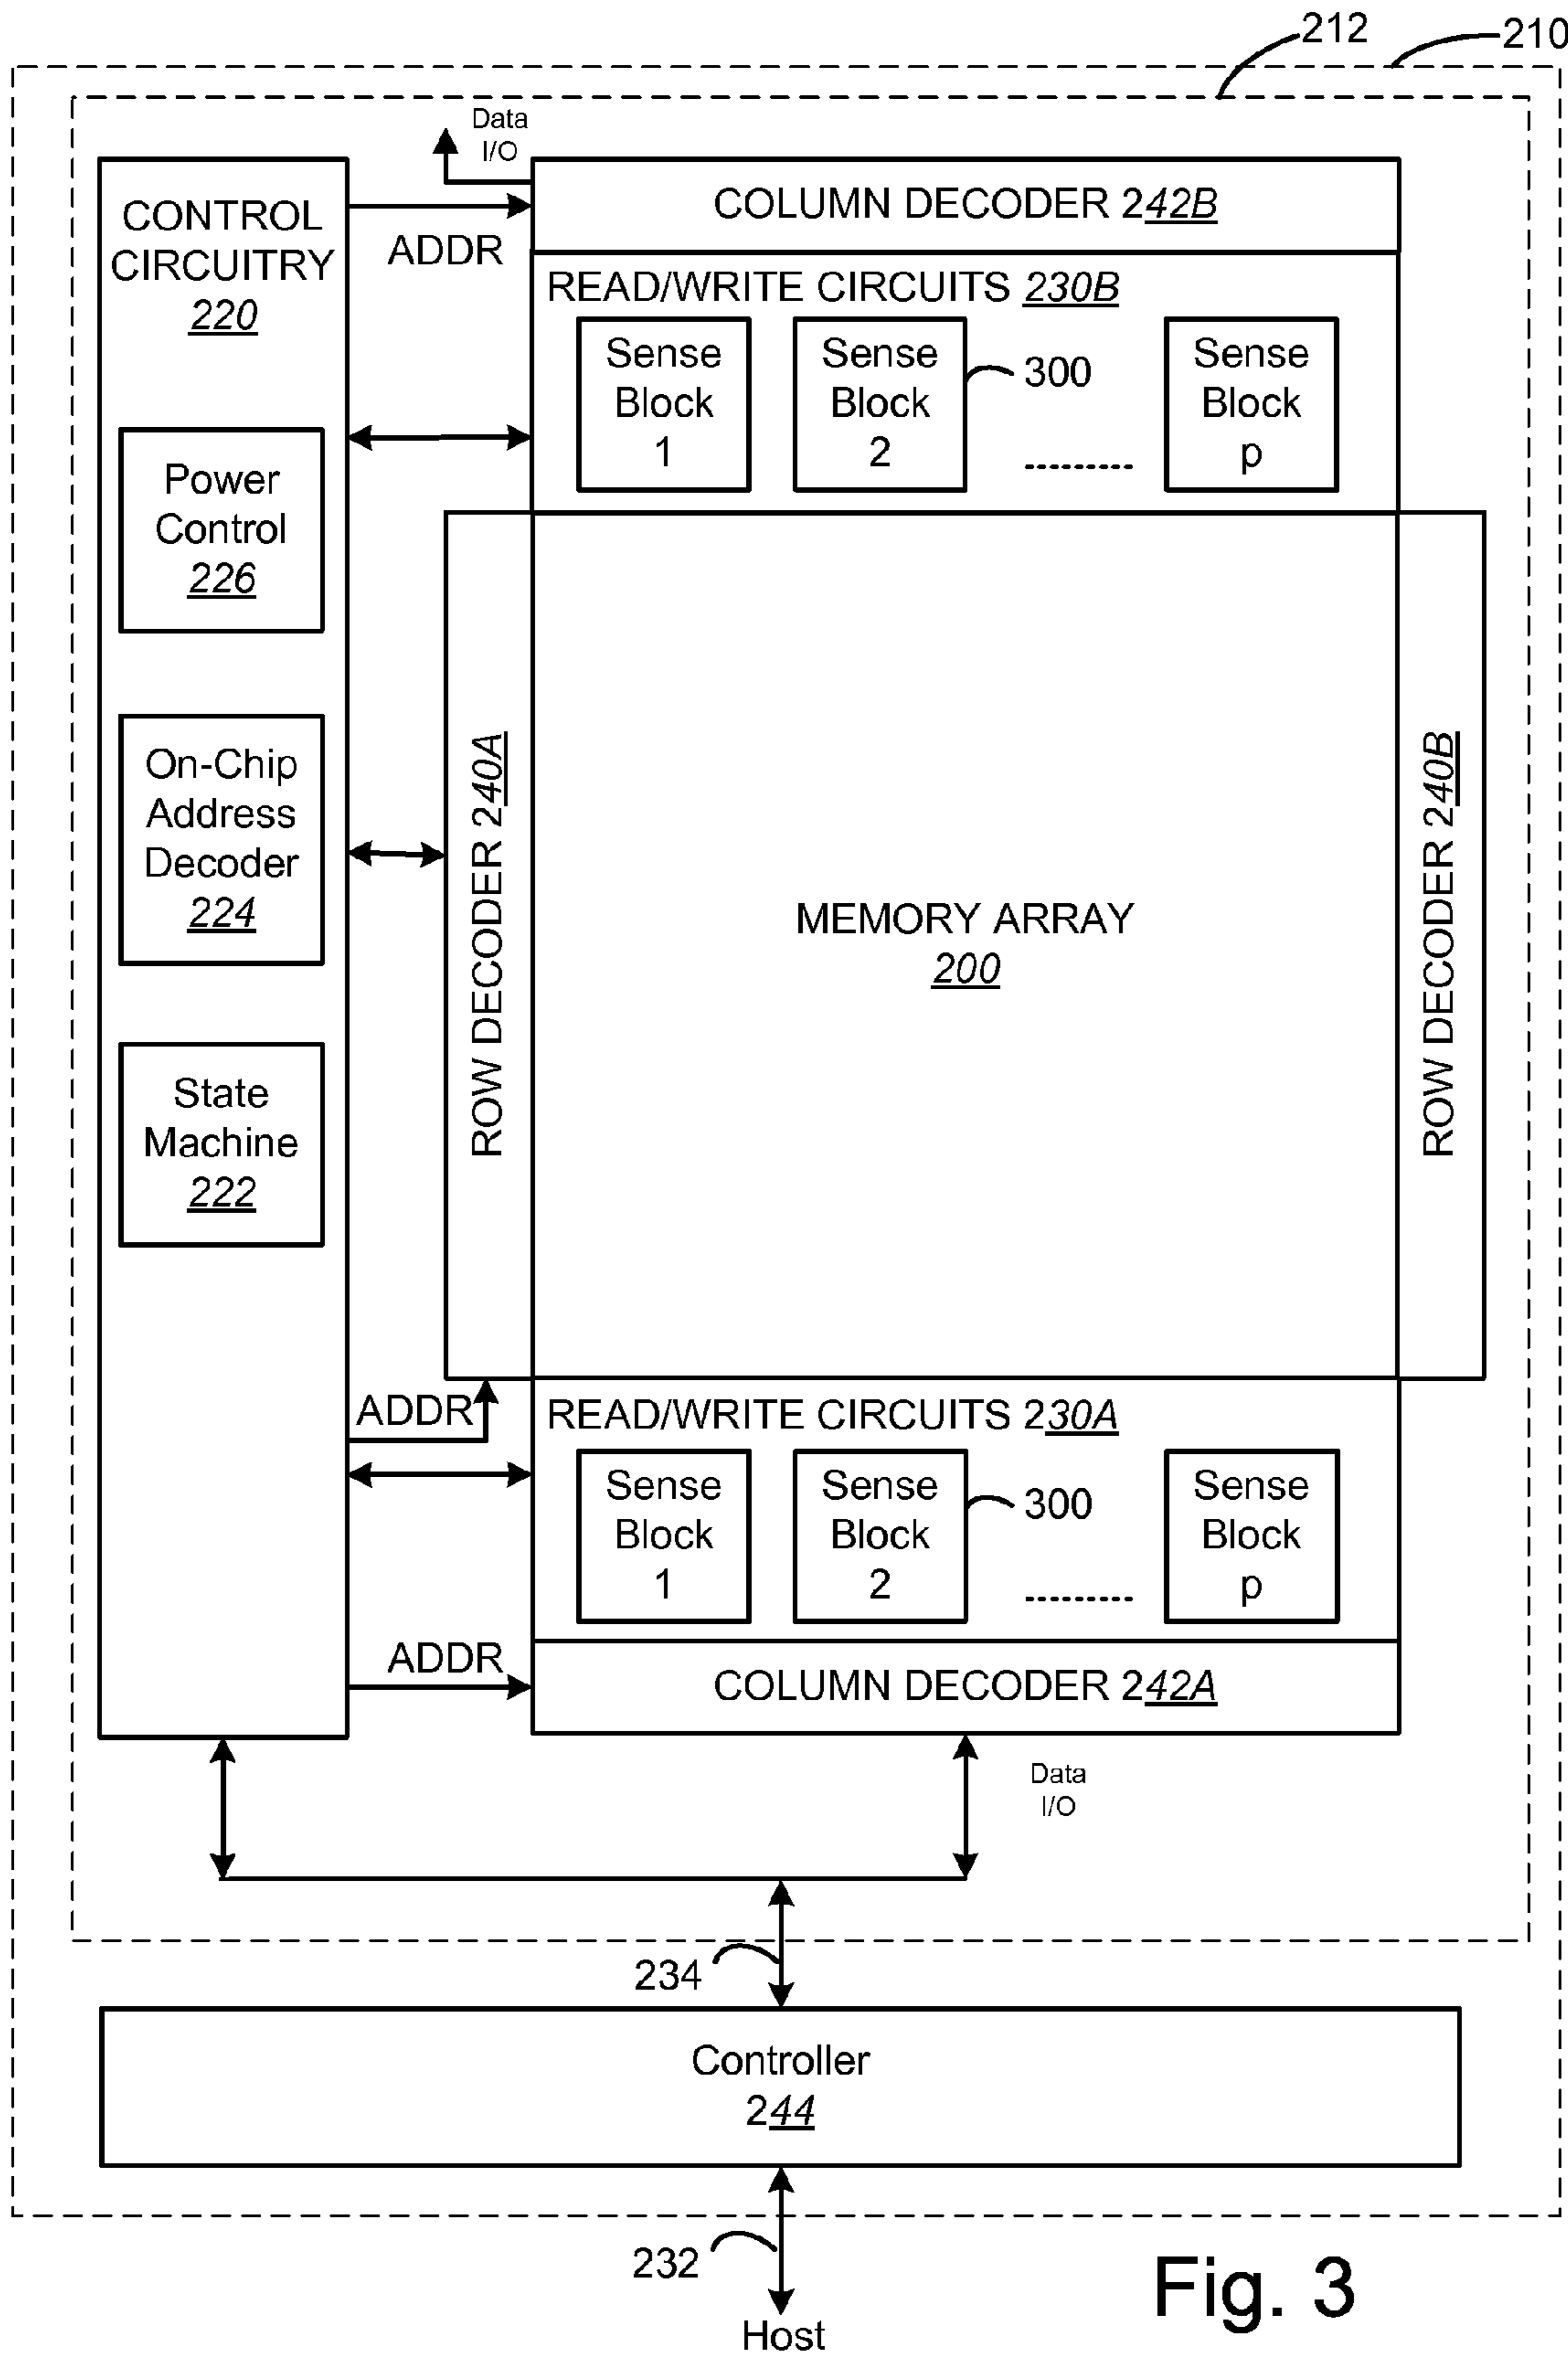 212
210
Data
I/O
CONTROL
CIRCUITRY
220
ADDR
COLUMN DECODER 242B
READ/WRITE CIRCUITS 230B
Sense
Block
1
Sense
Block
2
300
.........
Sense
Block
p
Power
Control
226
On-Chip
Address
Decoder
224
State
Machine
222
ROW DECODER 240A
MEMORY ARRAY
200
ROW DECODER 240B
ADDR
READ/WRITE CIRCUITS 230A
Sense
Block
1
Sense
Block
2
300
.........
Sense
Block
p
ADDR
COLUMN DECODER 242A
Data
I/O
234
Controller
244
232
Host
Fig. 3